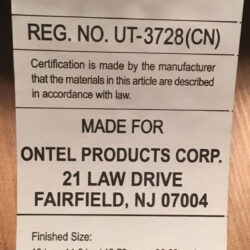 REG. NO. UT-3728(CN)
Certification is made by the manufacturer
that the materials in this article are described
in accordance with law.
MADE FOR
ONTEL PRODUCTS CORP.
21 LAW DRIVE
FAIRFIELD, NJ 07004
Finished Size: